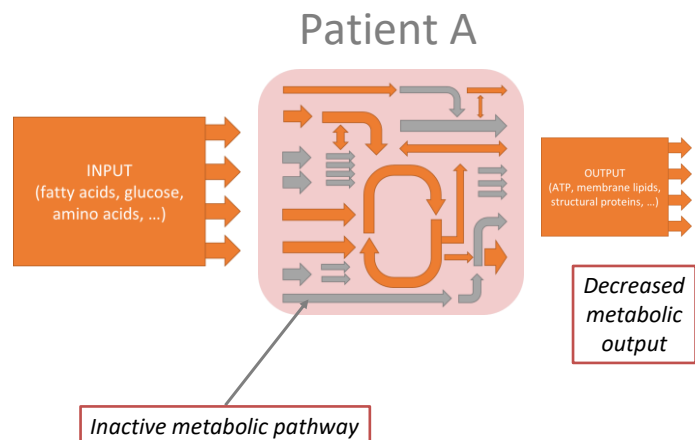 Patient A
INPUT
(fatty acids, glucose,
amino acids, ...)
OUTPUT
(ATP, membrane lipids,
structural proteins, ...)
Decreased
metabolic
output
Inactive metabolic pathway